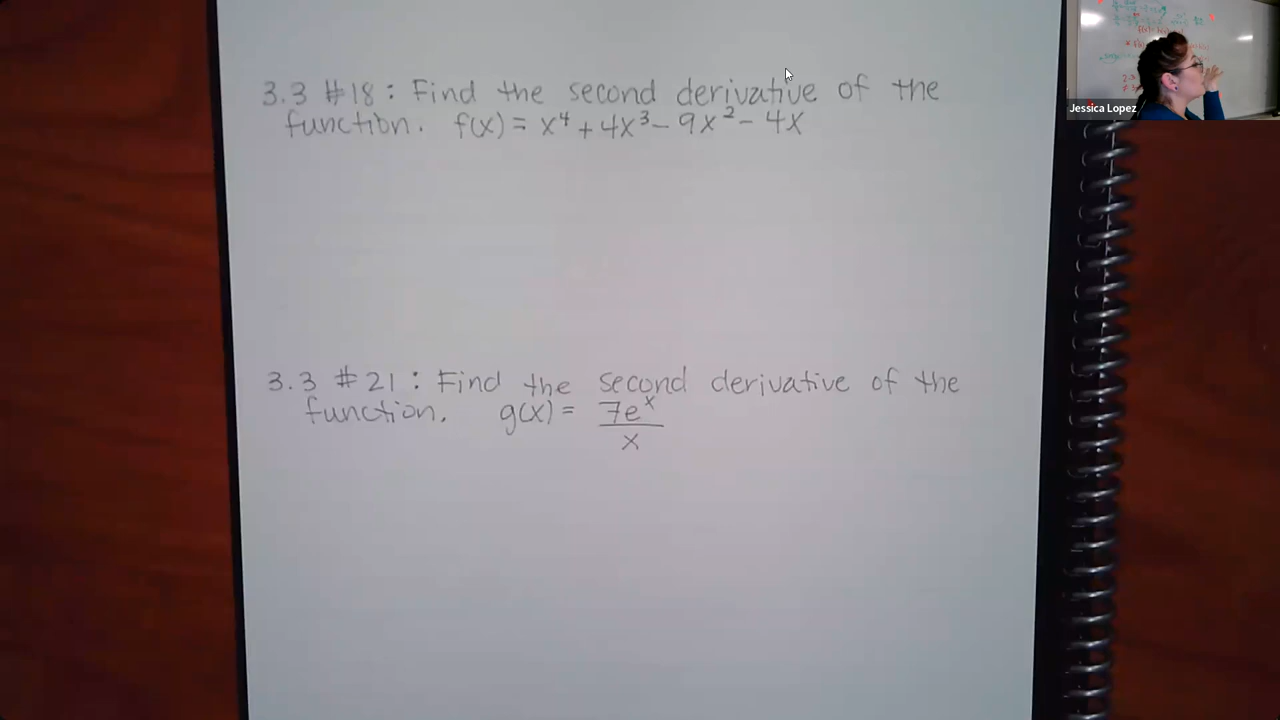 3.3 #18: Find the second derivative of the
function. f(x) = x⁴ + 4x³ - 9x² - 4x
3.3 #21: Find the second derivative of the
function. g(x) = 7eˣ
x
Jessica Lopez